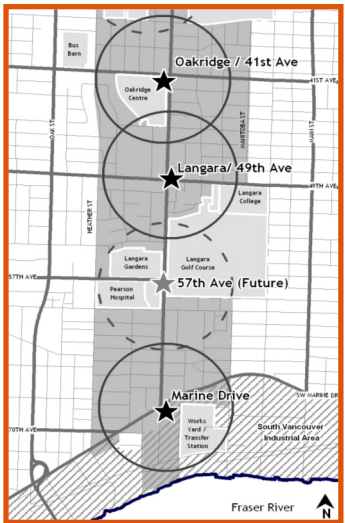 Bus
Barn
Oakridge / 41st Ave
41ST AVE
Oakridge
Centre
OAK ST
MANITOBA ST
MAIN ST
Langara/ 49th Ave
49TH AVE
HEATHER ST
Langara
College
Langara
Gardens
Langara
Golf Course
57TH AVE
57th Ave (Future)
Pearson
Hospital
Marine Drive
SW MARINE DR
70TH AVE
Works
Yard /
Transfer
Station
South Vancouver
Industrial Area
Fraser River
N